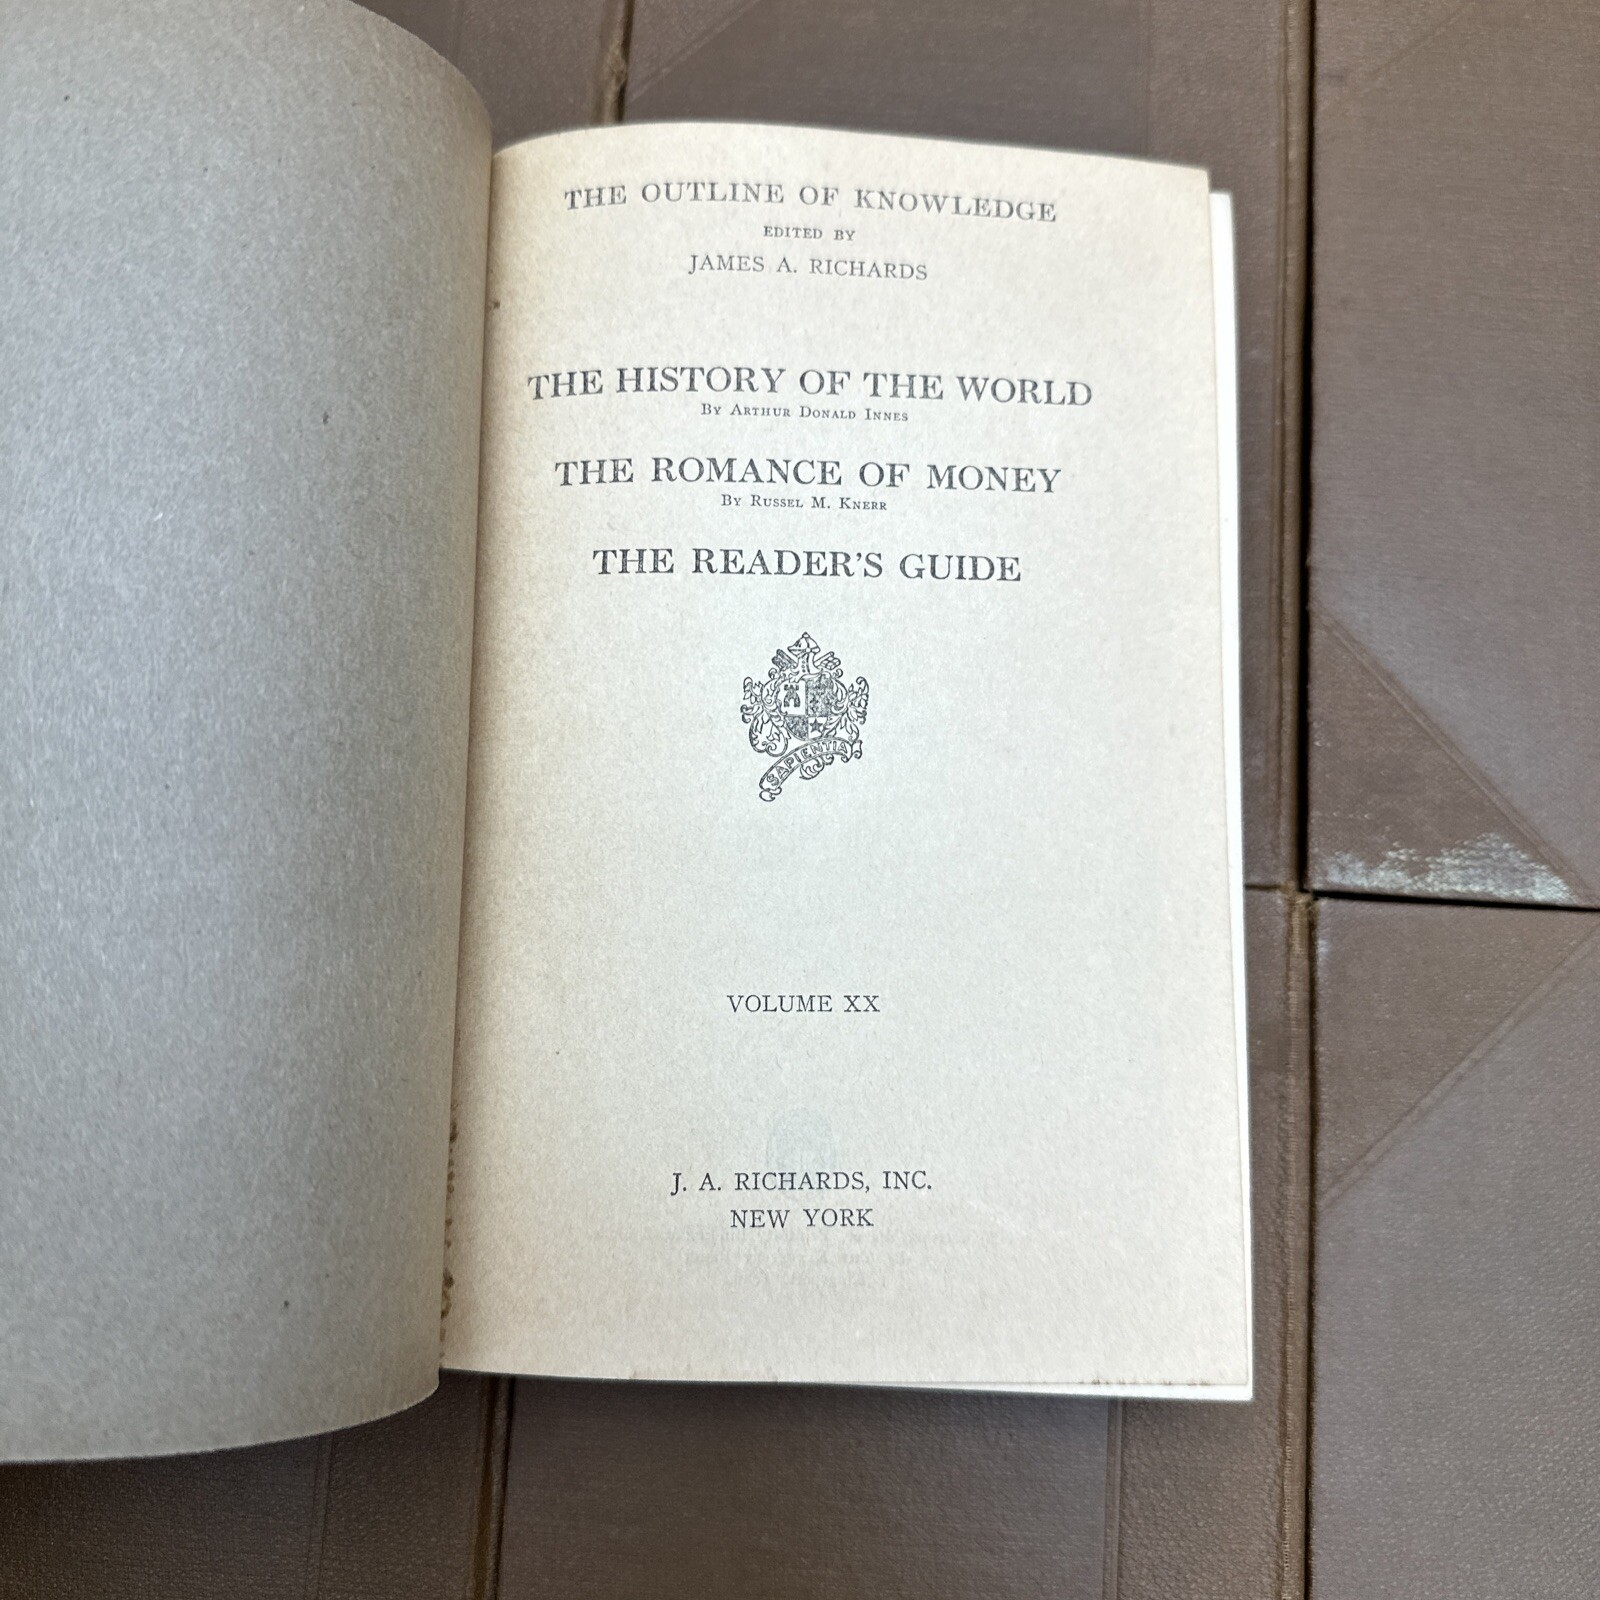 THE OUTLINE OF KNOWLEDGE
EDITED BY
JAMES A. RICHARDS
THE HISTORY OF THE WORLD
By Arthur Donald Innes
THE ROMANCE OF MONEY
By Russel M. Knerr
THE READER'S GUIDE
SAPIENTIA
VOLUME XX
J. A. RICHARDS, INC.
NEW YORK